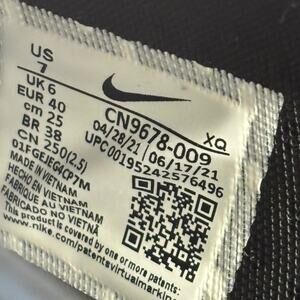 US
7
UK 6
EUR 40
cm 25
BR 38
CN 250(2.5)
CN9678-009
XQ
04/28/21 / 06/17/21
UPC 00195242576496
MADE IN VIETNAM
HECHO EN VIETNAM
FABRIQUÉ AU VIETNAM
This product is covered by one or more patents.
www.nike.com/patents